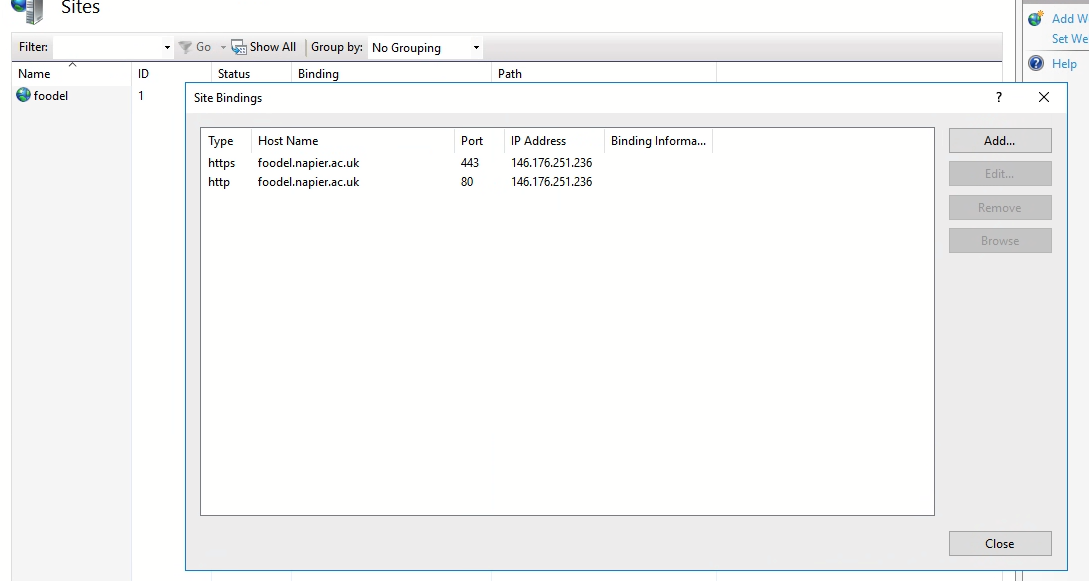 Sites
Filter: Go Show All Group by: No Grouping
Name ID Status Binding Path
foodel 1
Site Bindings ?
Type Host Name Port IP Address Binding Informa...
https foodel.napier.ac.uk 443 146.176.251.236
http foodel.napier.ac.uk 80 146.176.251.236
Add...
Edit...
Remove
Browse
Close
Add W
Set We
? Help